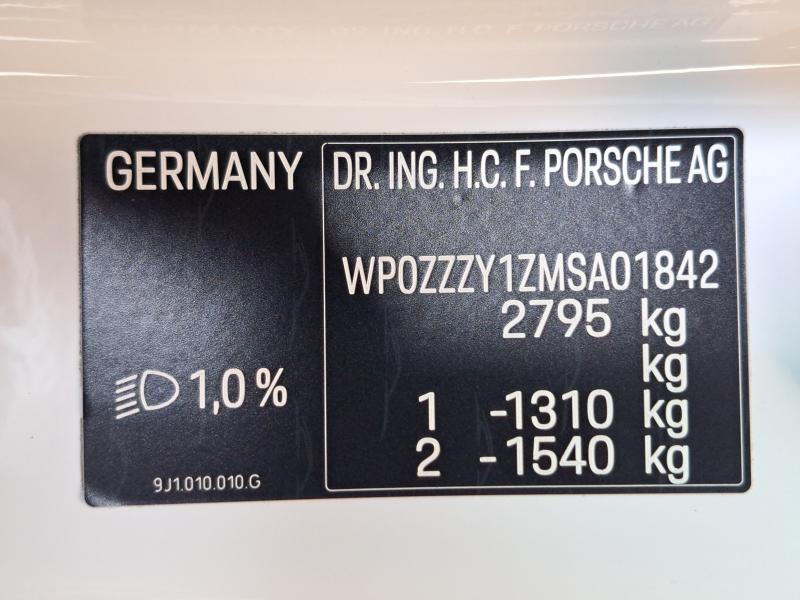 GERMANY
DR. ING. H.C. F. PORSCHE AG
WP0ZZZY1ZMSA01842
2795 kg
kg
1 -1310 kg
2 -1540 kg
1,0 %
9J1.010.010.G